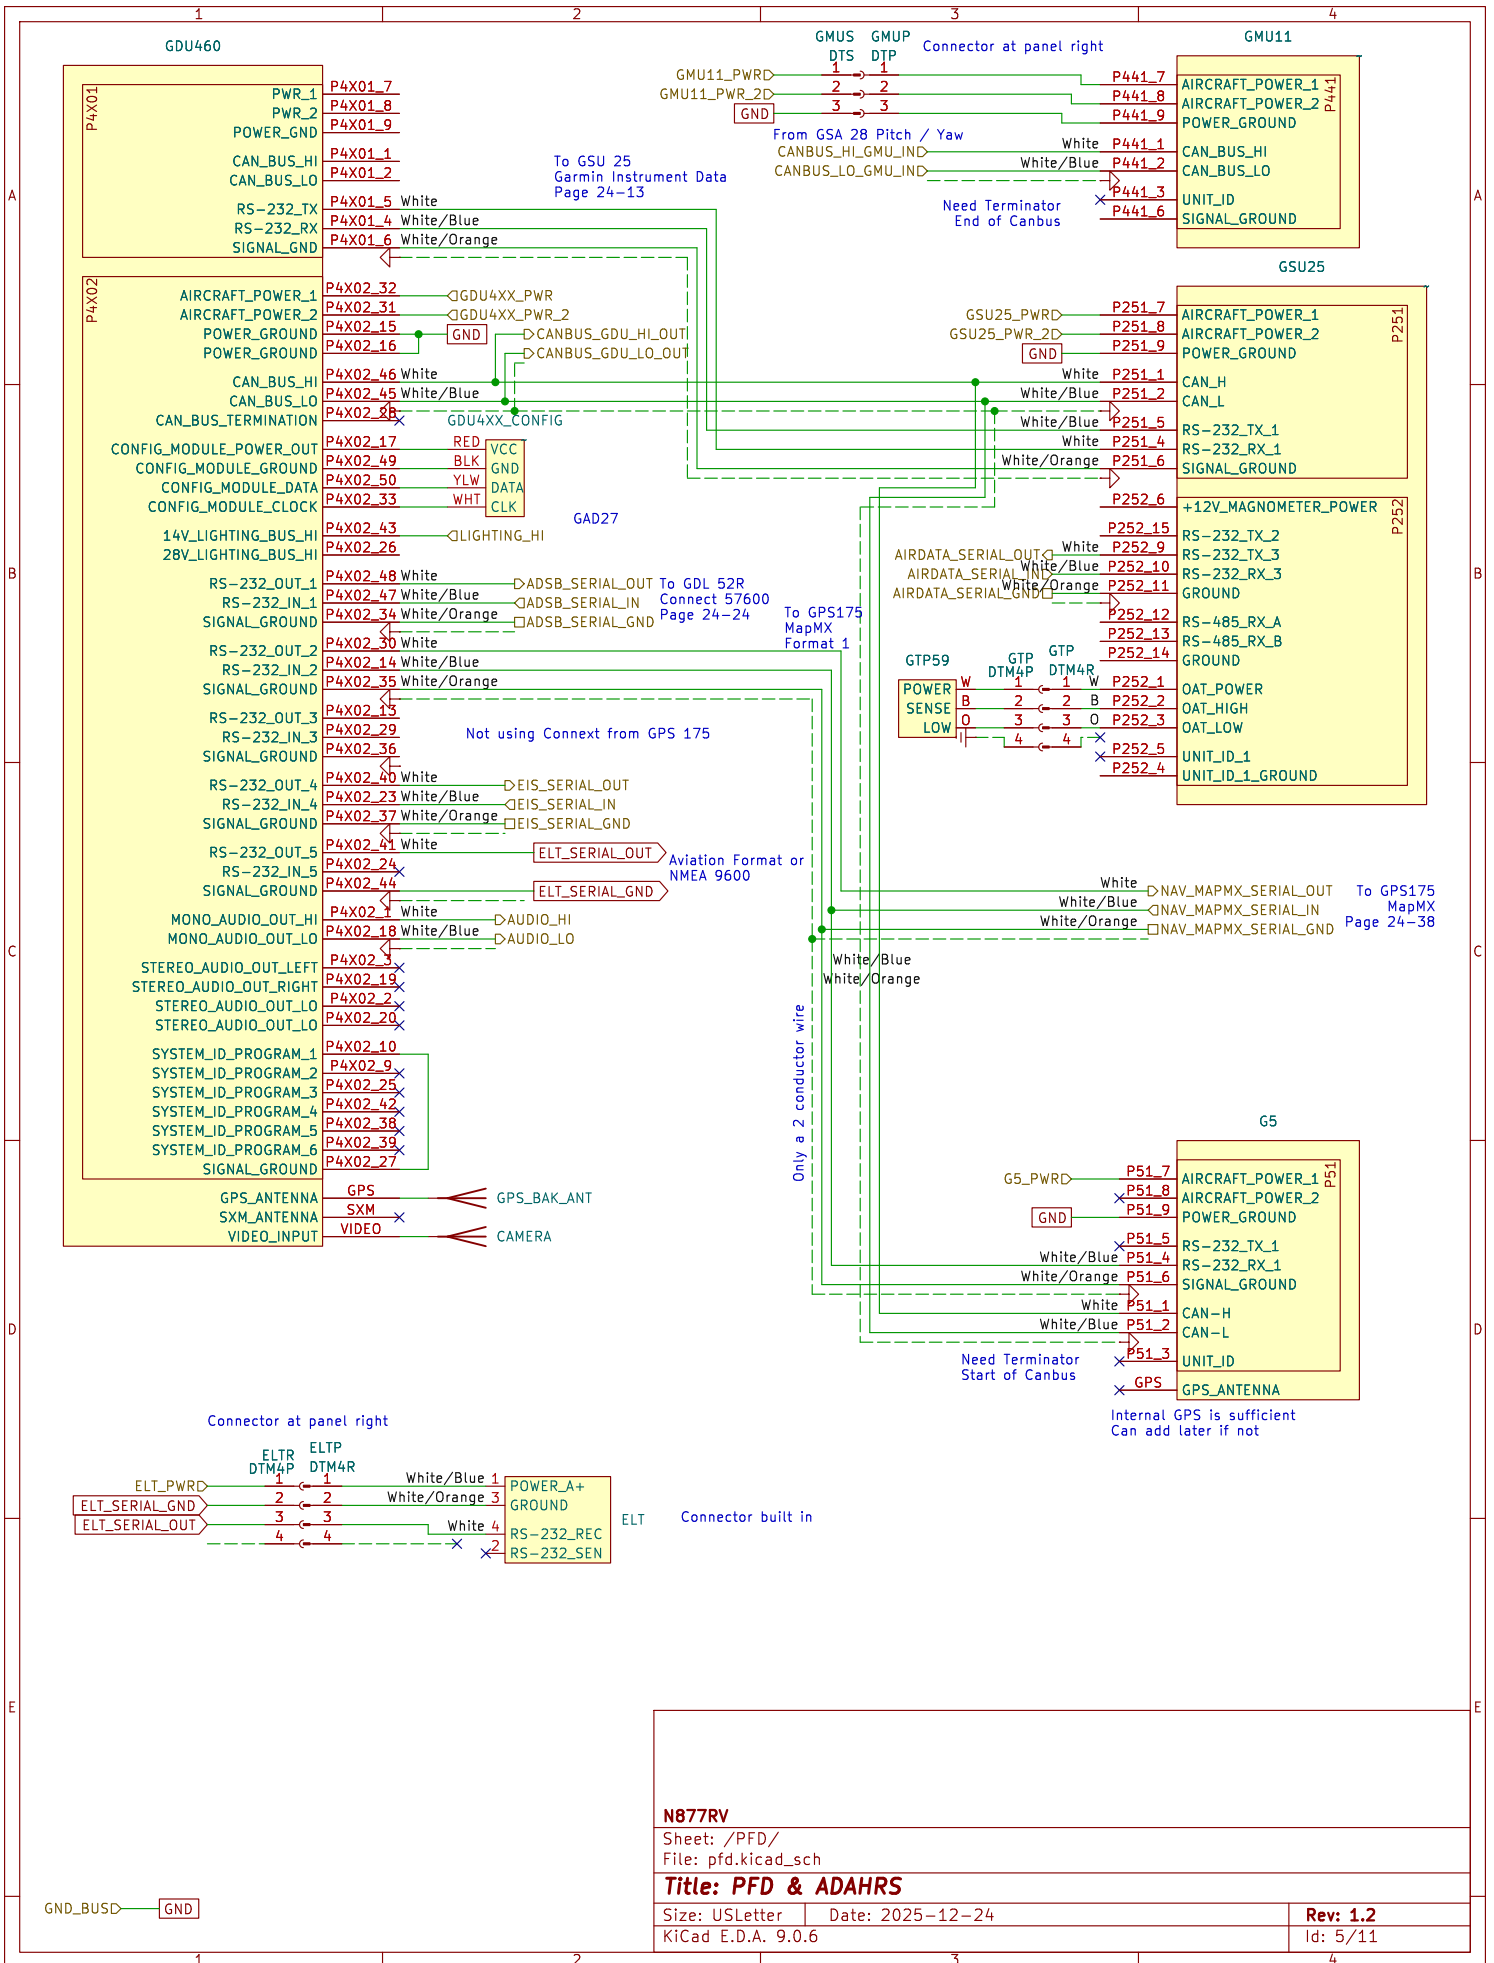 1
2
3
4
A
B
C
D
E
GDU460
P4X01
PWR_1 P4X01_7
PWR_2 P4X01_8
POWER_GND P4X01_9
CAN_BUS_HI P4X01_1
CAN_BUS_LO P4X01_2
RS-232_TX P4X01_5 White
RS-232_RX P4X01_4 White/Blue
SIGNAL_GND P4X01_6 White/Orange
To GSU 25
Garmin Instrument Data
Page 24-13
P4X02
AIRCRAFT_POWER_1 P4X02_32 GDU4XX_PWR
AIRCRAFT_POWER_2 P4X02_31 GDU4XX_PWR_2
POWER_GROUND P4X02_15 GND CANBUS_GDU_HI_OUT
POWER_GROUND P4X02_16 CANBUS_GDU_LO_OUT
CAN_BUS_HI P4X02_46 White
CAN_BUS_LO P4X02_45 White/Blue
CAN_BUS_TERMINATION P4X02_28
GDU4XX_CONFIG
CONFIG_MODULE_POWER_OUT P4X02_17 RED VCC
CONFIG_MODULE_GROUND P4X02_49 BLK GND
CONFIG_MODULE_DATA P4X02_50 YLW DATA
CONFIG_MODULE_CLOCK P4X02_33 WHT CLK
GAD27
14V_LIGHTING_BUS_HI P4X02_43 LIGHTING_HI
28V_LIGHTING_BUS_HI P4X02_26
RS-232_OUT_1 P4X02_48 White ADSB_SERIAL_OUT
RS-232_IN_1 P4X02_47 White/Blue ADSB_SERIAL_IN
SIGNAL_GROUND P4X02_34 White/Orange ADSB_SERIAL_GND
To GDL 52R
Connect 57600
Page 24-24
To GPS175
MapMX
Format 1
RS-232_OUT_2 P4X02_30 White
RS-232_IN_2 P4X02_14 White/Blue
SIGNAL_GROUND P4X02_35 White/Orange
RS-232_OUT_3 P4X02_13
RS-232_IN_3 P4X02_29
SIGNAL_GROUND P4X02_36
Not using Connext from GPS 175
RS-232_OUT_4 P4X02_40 White EIS_SERIAL_OUT
RS-232_IN_4 P4X02_23 White/Blue EIS_SERIAL_IN
SIGNAL_GROUND P4X02_37 White/Orange EIS_SERIAL_GND
RS-232_OUT_5 P4X02_41 White ELT_SERIAL_OUT
RS-232_IN_5 P4X02_24
SIGNAL_GROUND P4X02_44 ELT_SERIAL_GND
Aviation Format or
NMEA 9600
MONO_AUDIO_OUT_HI P4X02_1 White AUDIO_HI
MONO_AUDIO_OUT_LO P4X02_18 White/Blue AUDIO_LO
STEREO_AUDIO_OUT_LEFT P4X02_3
STEREO_AUDIO_OUT_RIGHT P4X02_19
STEREO_AUDIO_OUT_LO P4X02_2
STEREO_AUDIO_OUT_LO P4X02_20
SYSTEM_ID_PROGRAM_1 P4X02_10
SYSTEM_ID_PROGRAM_2 P4X02_9
SYSTEM_ID_PROGRAM_3 P4X02_25
SYSTEM_ID_PROGRAM_4 P4X02_42
SYSTEM_ID_PROGRAM_5 P4X02_38
SYSTEM_ID_PROGRAM_6 P4X02_39
SIGNAL_GROUND P4X02_27
GPS_ANTENNA GPS GPS_BAK_ANT
SXM_ANTENNA SXM
VIDEO_INPUT VIDEO CAMERA
GMUS GMUP
DTS DTP
Connector at panel right
GMU11
GMU11_PWR 1 1 P441_7 AIRCRAFT_POWER_1
GMU11_PWR_2 2 2 P441_8 AIRCRAFT_POWER_2
GND 3 3 P441_9 POWER_GROUND
P441
From GSA 28 Pitch / Yaw
CANBUS_HI_GMU_IN White P441_1 CAN_BUS_HI
CANBUS_LO_GMU_IN White/Blue P441_2 CAN_BUS_LO
P441_3 UNIT_ID
P441_6 SIGNAL_GROUND
Need Terminator
End of Canbus
GSU25
P251
GSU25_PWR P251_7 AIRCRAFT_POWER_1
GSU25_PWR_2 P251_8 AIRCRAFT_POWER_2
GND P251_9 POWER_GROUND
White P251_1 CAN_H
White/Blue P251_2 CAN_L
White/Blue P251_5 RS-232_TX_1
White P251_4 RS-232_RX_1
White/Orange P251_6 SIGNAL_GROUND
P252
P252_6 +12V_MAGNOMETER_POWER
P252_15 RS-232_TX_2
AIRDATA_SERIAL_OUT White P252_9 RS-232_TX_3
AIRDATA_SERIAL_IN White/Blue P252_10 RS-232_RX_3
AIRDATA_SERIAL_GND White/Orange P252_11 GROUND
P252_12 RS-485_RX_A
P252_13 RS-485_RX_B
P252_14 GROUND
GTP59
GTP GTP
DTM4P DTM4R
POWER W 1 1 W P252_1 OAT_POWER
SENSE B 2 2 B P252_2 OAT_HIGH
LOW O 3 3 O P252_3 OAT_LOW
4 4
P252_5 UNIT_ID_1
P252_4 UNIT_ID_1_GROUND
White NAV_MAPMX_SERIAL_OUT
White/Blue NAV_MAPMX_SERIAL_IN
White/Orange NAV_MAPMX_SERIAL_GND
To GPS175
MapMX
Page 24-38
White/Blue
White/Orange
Only a 2 conductor wire
G5
P51
G5_PWR P51_7 AIRCRAFT_POWER_1
P51_8 AIRCRAFT_POWER_2
GND P51_9 POWER_GROUND
P51_5 RS-232_TX_1
White/Blue P51_4 RS-232_RX_1
White/Orange P51_6 SIGNAL_GROUND
White P51_1 CAN-H
White/Blue P51_2 CAN-L
P51_3 UNIT_ID
GPS GPS_ANTENNA
Need Terminator
Start of Canbus
Internal GPS is sufficient
Can add later if not
Connector at panel right
ELTR ELTP
DTM4P DTM4R
ELT_PWR 1 1 White/Blue 1 POWER_A+
ELT_SERIAL_GND 2 2 White/Orange 3 GROUND
ELT_SERIAL_OUT 3 3 White 4 RS-232_REC
4 4 2 RS-232_SEN
ELT
Connector built in
GND_BUS GND
N877RV
Sheet: /PFD/
File: pfd.kicad_sch
Title: PFD & ADAHRS
Size: USLetter Date: 2025-12-24 Rev: 1.2
KiCad E.D.A. 9.0.6 Id: 5/11
A
B
C
D
E
1
2
3
4